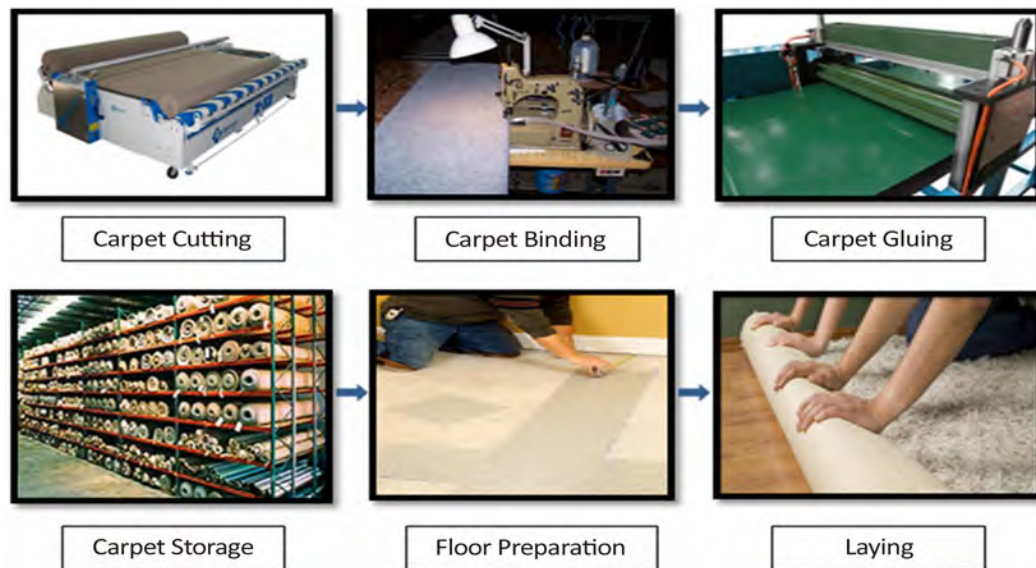 Carpet Cutting
Carpet Binding
Carpet Gluing
Carpet Storage
Floor Preparation
Laying